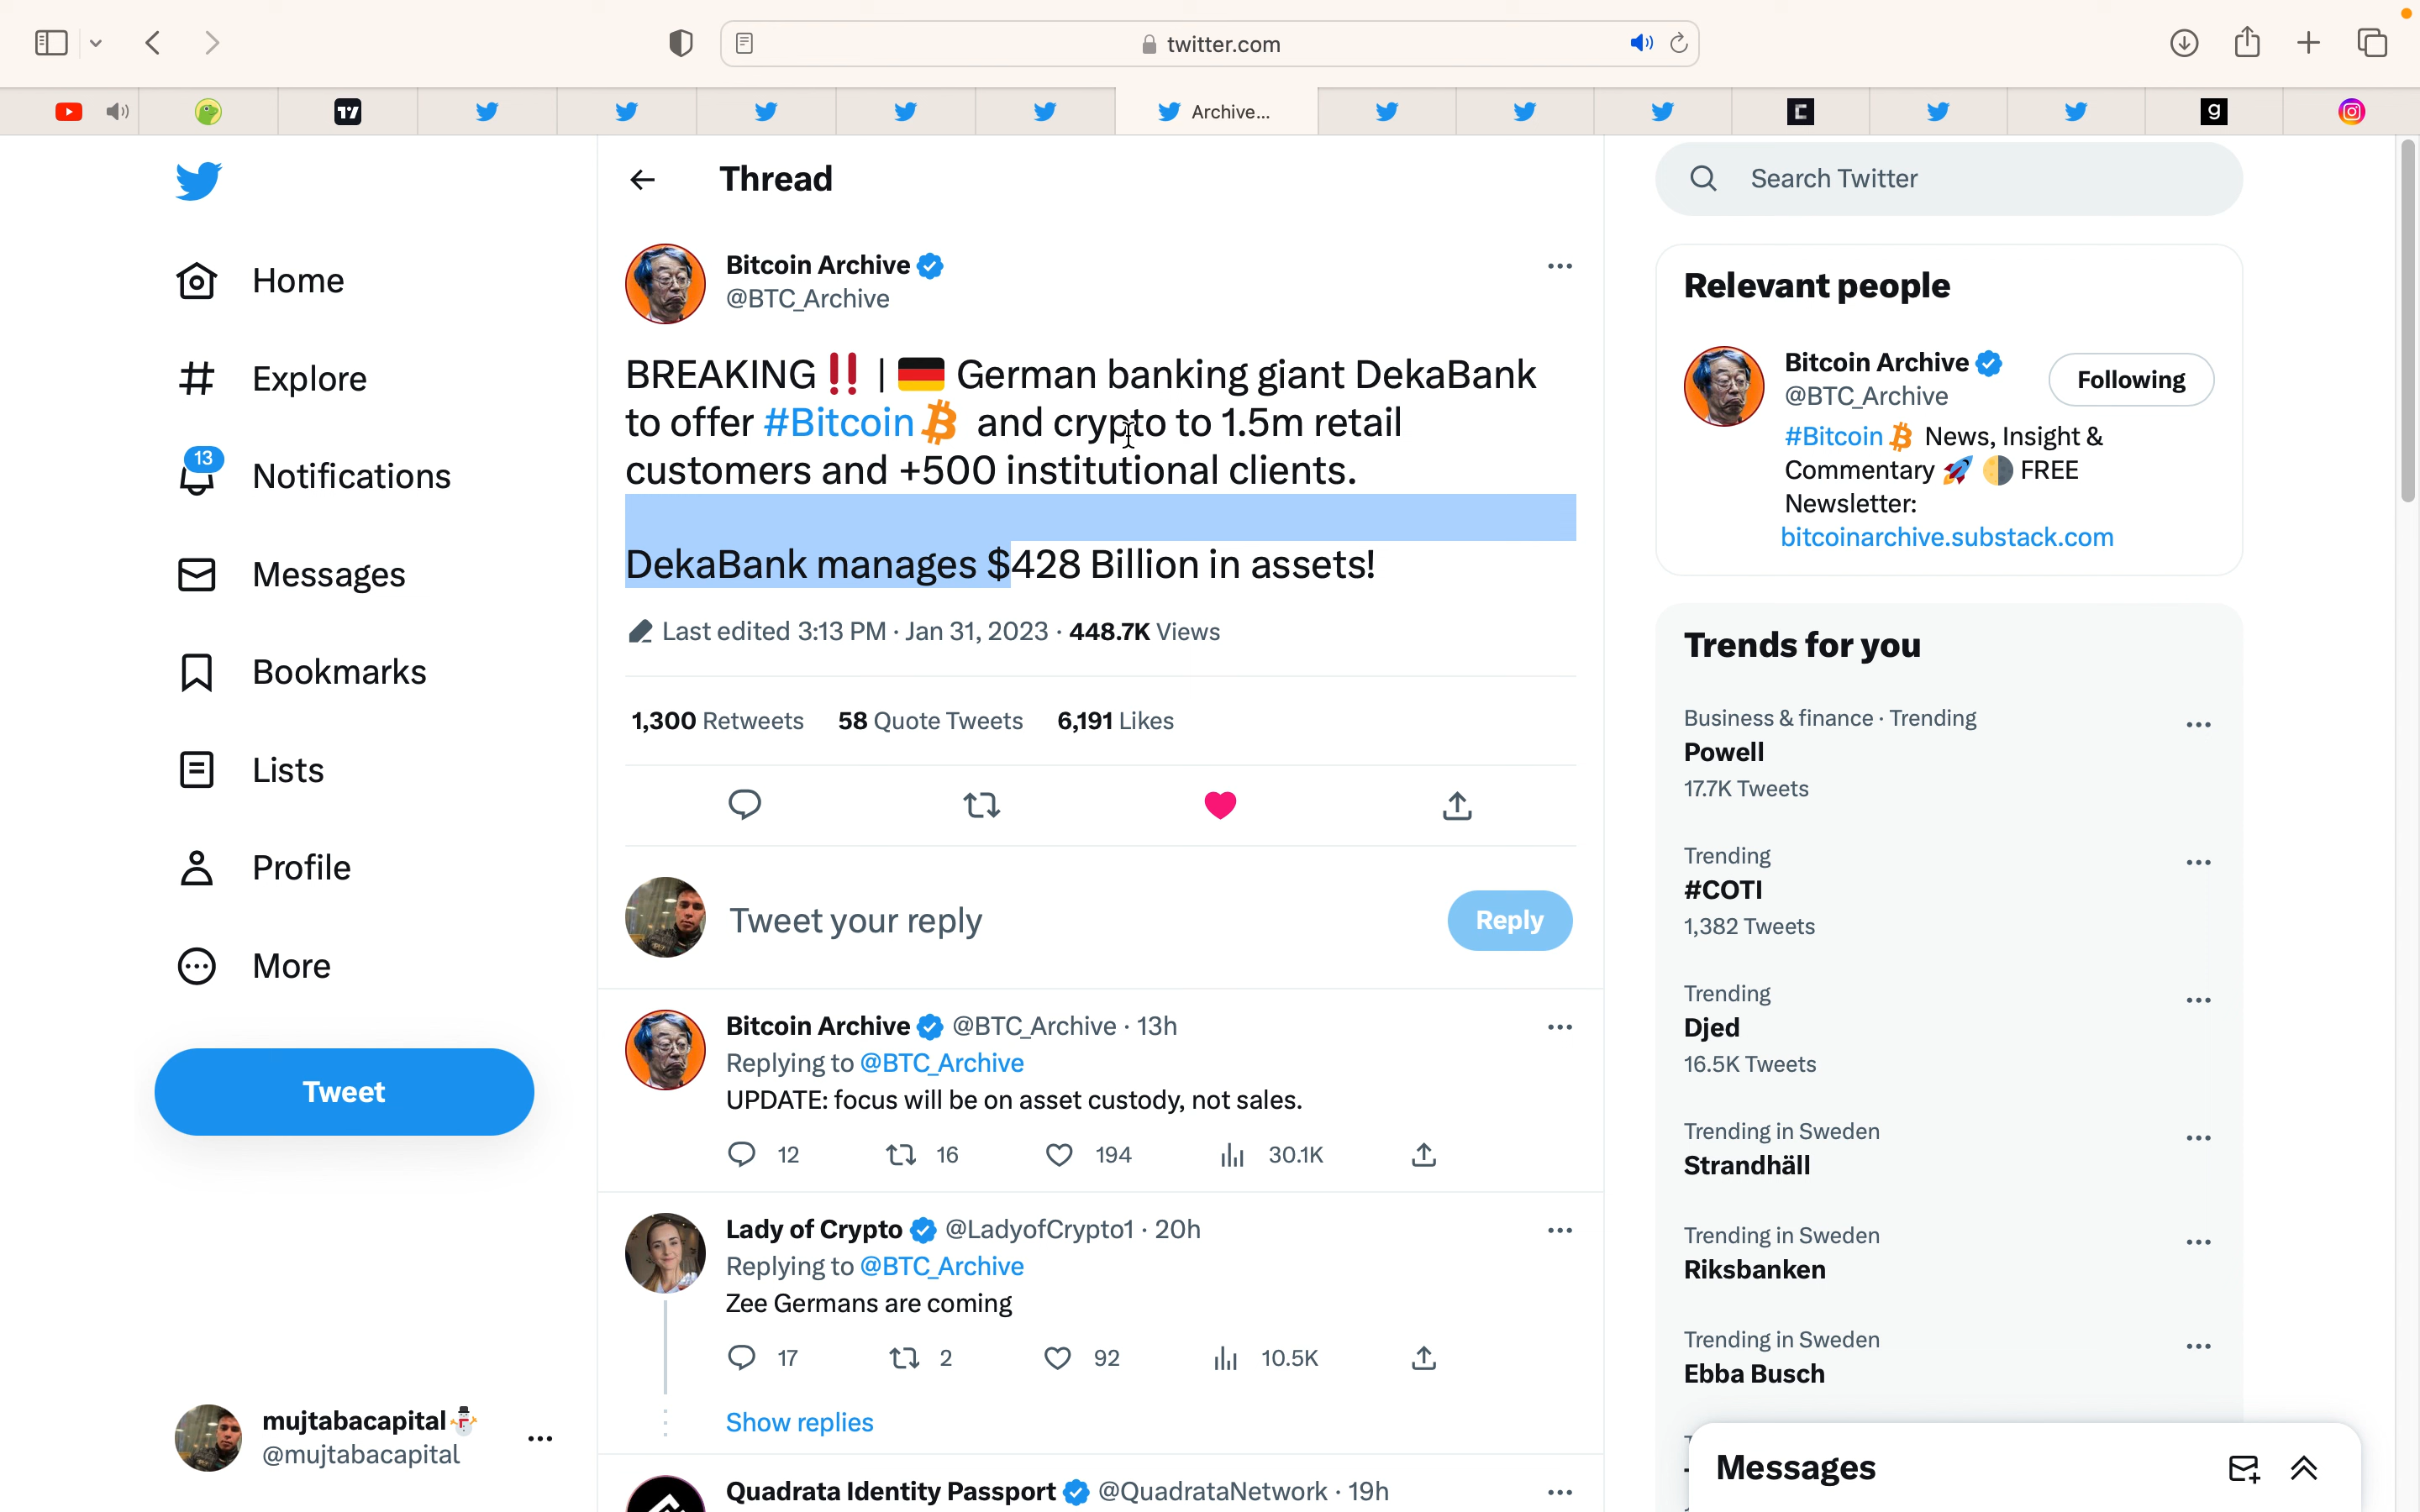 twitter.com
Archive...
Thread
Search Twitter
Home
Explore
13
Notifications
Messages
Bookmarks
Lists
Profile
More
Tweet
mujtabacapital⛄
@mujtabacapital
Bitcoin Archive
@BTC_Archive
BREAKING‼️ | 🇩🇪 German banking giant DekaBank
to offer #Bitcoin and crypto to 1.5m retail
customers and +500 institutional clients.
DekaBank manages $428 Billion in assets!
Last edited 3:13 PM · Jan 31, 2023 · 448.7K Views
1,300 Retweets 58 Quote Tweets 6,191 Likes
Tweet your reply
Reply
Bitcoin Archive @BTC_Archive · 13h
Replying to @BTC_Archive
UPDATE: focus will be on asset custody, not sales.
12 16 194 30.1K
Lady of Crypto @LadyofCrypto1 · 20h
Replying to @BTC_Archive
Zee Germans are coming
17 2 92 10.5K
Show replies
Quadrata Identity Passport @QuadrataNetwork · 19h
Relevant people
Bitcoin Archive
@BTC_Archive
Following
#Bitcoin News, Insight &
Commentary 🚀 🌗 FREE
Newsletter:
bitcoinarchive.substack.com
Trends for you
Business & finance · Trending
Powell
17.7K Tweets
Trending
#COTI
1,382 Tweets
Trending
Djed
16.5K Tweets
Trending in Sweden
Strandhäll
Trending in Sweden
Riksbanken
Trending in Sweden
Ebba Busch
Messages